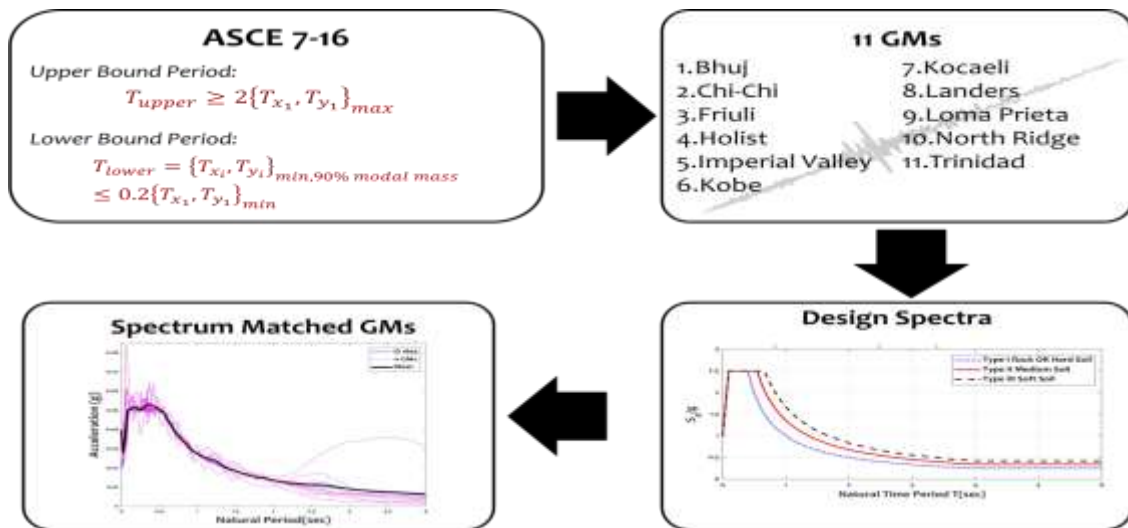 ASCE 7-16
Upper Bound Period:
T_upper ≥ 2{T_x₁, T_y₁}_max
Lower Bound Period:
T_lower = {T_xᵢ, T_yᵢ}_min,90% modal mass
≤ 0.2{T_x₁, T_y₁}_min
11 GMs
1.Bhuj
2.Chi-Chi
3.Friuli
4.Holist
5.Imperial Valley
6.Kobe
7.Kocaeli
8.Landers
9.Loma Prieta
10.North Ridge
11.Trinidad
Design Spectra
Type I Rock OR Hard Soil
Type II Medium Soil
Type III Soft Soil
Natural Time Period T(sec)
Spectrum Matched GMs
Acceleration (g)
Natural Period(sec)